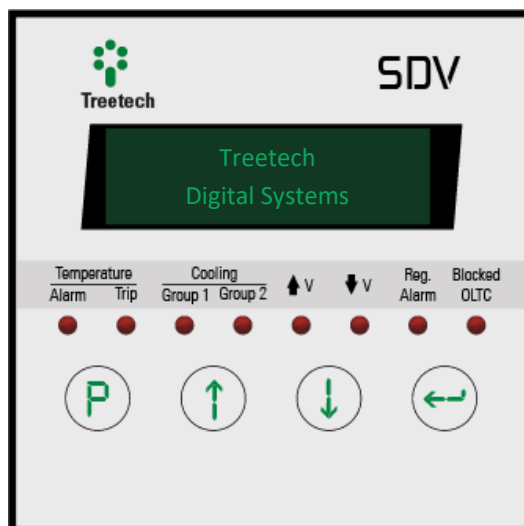 Treetech
SDV
Treetech
Digital Systems
Temperature
Alarm Trip
Cooling
Group 1 Group 2
V
V
Reg.
Alarm
Blocked
OLTC
P